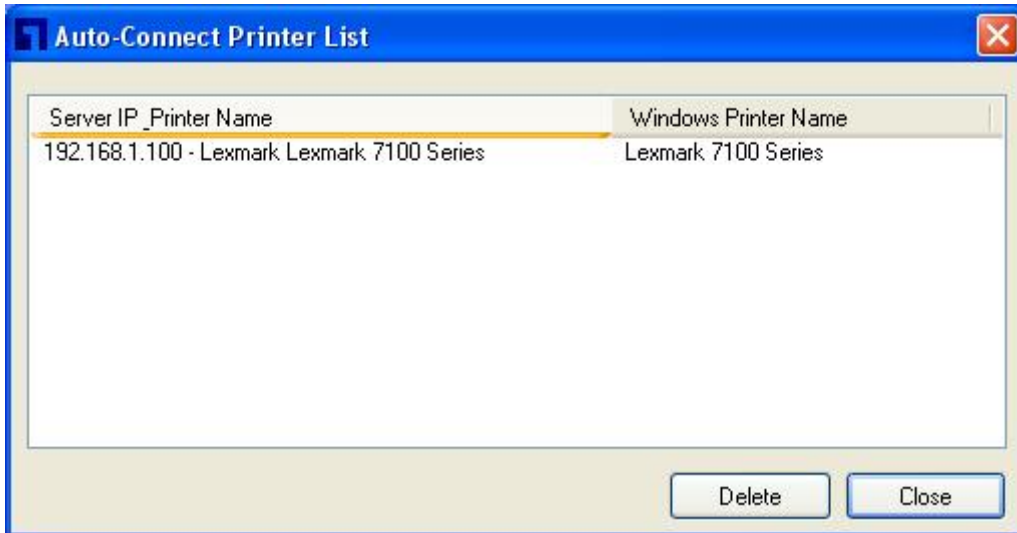 Auto-Connect Printer List
Server IP_Printer Name Windows Printer Name
192.168.1.100 - Lexmark Lexmark 7100 Series Lexmark 7100 Series
Delete Close